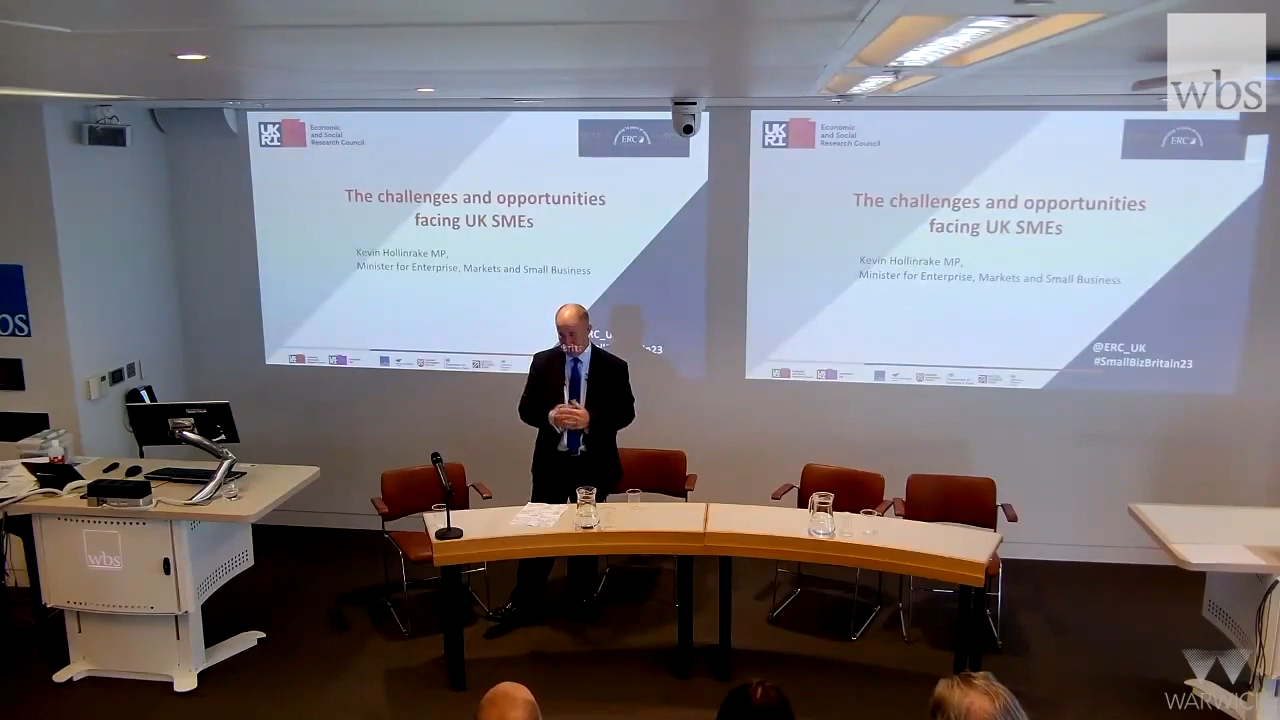 wbs
UK
RI
Economic
and Social
Research Council
ERC
The challenges and opportunities
facing UK SMEs
Kevin Hollinrake MP,
Minister for Enterprise, Markets and Small Business
UK
RI
Economic
and Social
Research Council
ERC
The challenges and opportunities
facing UK SMEs
Kevin Hollinrake MP,
Minister for Enterprise, Markets and Small Business
@ERC_UK
#SmallBizBritain23
bs
wbs
WARWICK